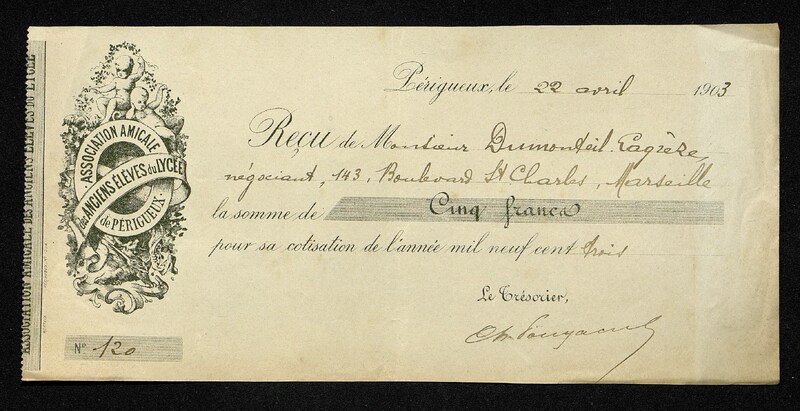 ASSOCIATION AMICALE DES ANCIENS ÉLÈVES DU LYCÉE
ASSOCIATION AMICALE
des ANCIENS ÉLÈVES du LYCÉE
de PÉRIGUEUX
Périgueux, le 22 avril 1903
Reçu de Monsieur Dumonteil-Lagrèze,
négociant, 143, Boulevard St Charles, Marseille
la somme de Cinq francs
pour sa cotisation de l'année mil neuf cent trois
Le Trésorier,
Nº 120